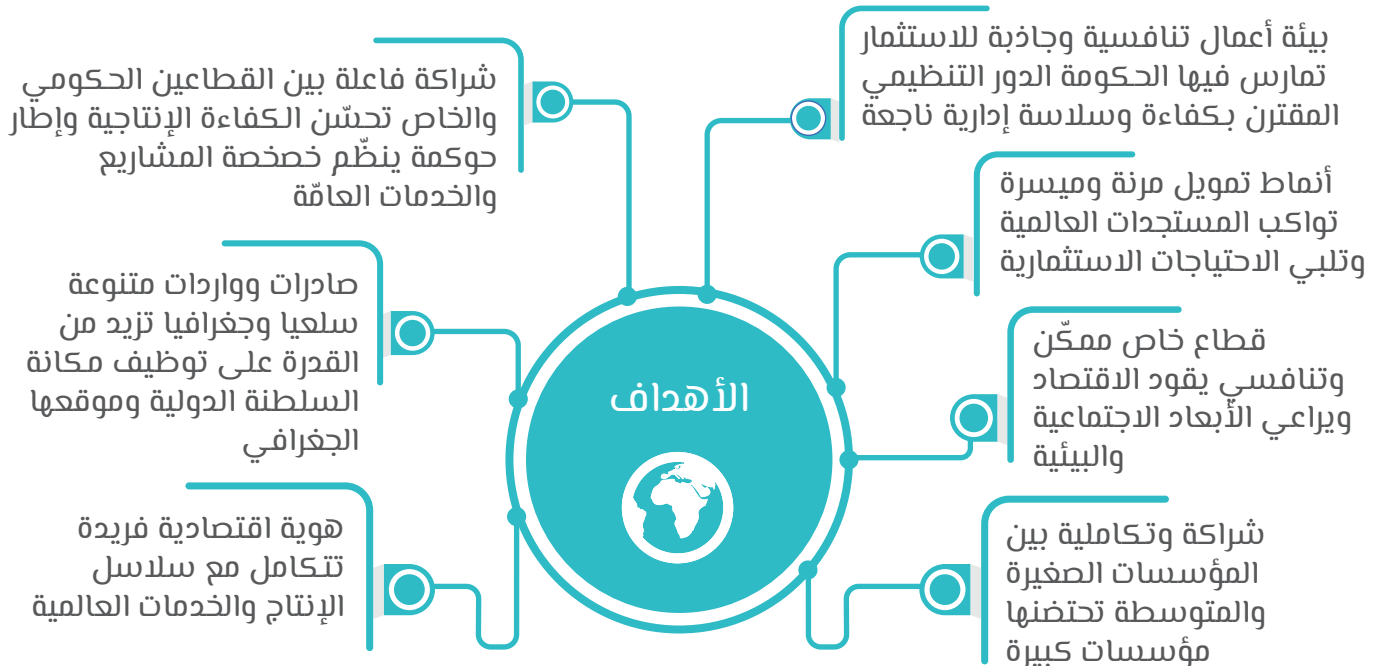 بيئة أعمال تنافسية وجاذبة للاستثمار
تمارس فيها الحكومة الدور التنظيمي
المقترن بكفاءة وسلاسة إدارية ناجعة
أنماط تمويل مرنة وميسرة
تواكب المستجدات العالمية
وتلبي الاحتياجات الاستثمارية
قطاع خاص ممكّن
وتنافسي يقود الاقتصاد
ويراعي الأبعاد الاجتماعية
والبيئية
شراكة وتكاملية بين
المؤسسات الصغيرة
والمتوسطة تحتضنها
مؤسسات كبيرة
الأهداف
شراكة فاعلة بين القطاعين الحكومي
والخاص تحسّن الكفاءة الإنتاجية وإطار
حوكمة ينظّم خصخصة المشاريع
والخدمات العامّة
صادرات وواردات متنوعة
سلعيا وجغرافيا تزيد من
القدرة على توظيف مكانة
السلطنة الدولية وموقعها
الجغرافي
هوية اقتصادية فريدة
تتكامل مع سلاسل
الإنتاج والخدمات العالمية